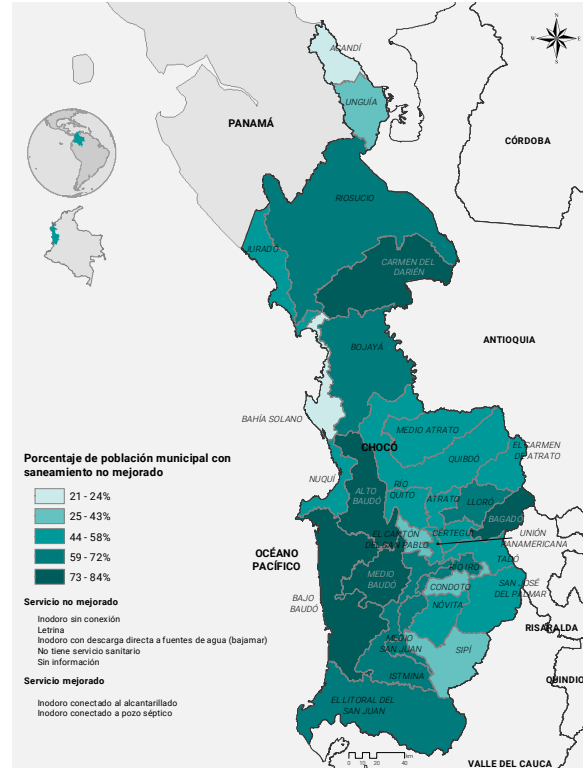 N
W
E
S
ACANDÍ
UNGUÍA
PANAMÁ
CÓRDOBA
RIOSUCIO
JURADÓ
CARMEN DEL
DARIÉN
ANTIOQUIA
BOJAYÁ
BAHÍA SOLANO
MEDIO ATRATO
CHOCÓ
EL CARMEN
DE ATRATO
QUIBDÓ
Porcentaje de población municipal con
saneamiento no mejorado
21 - 24%
25 - 43%
44 - 58%
59 - 72%
73 - 84%
NUQUÍ
ALTO
BAUDÓ
RÍO
QUITO
ATRATO
LLORÓ
BAGADÓ
EL CANTÓN
DEL SAN PABLO
CÉRTEGUI
UNIÓN
PANAMERICANA
OCÉANO
PACÍFICO
TADÓ
RÍO IRÓ
MEDIO
BAUDÓ
CONDOTO
SAN JOSÉ
DEL PALMAR
BAJO
BAUDÓ
NÓVITA
RISARALDA
Servicio no mejorado
Inodoro sin conexión
Letrina
Inodoro con descarga directa a fuentes de agua (bajamar)
No tiene servicio sanitario
Sin información
MEDIO
SAN JUAN
SIPÍ
ISTMINA
QUINDIO
Servicio mejorado
Inodoro conectado al alcantarillado
Inodoro conectado a pozo séptico
EL LITORAL DEL
SAN JUAN
km
0 10 20 40
VALLE DEL CAUCA